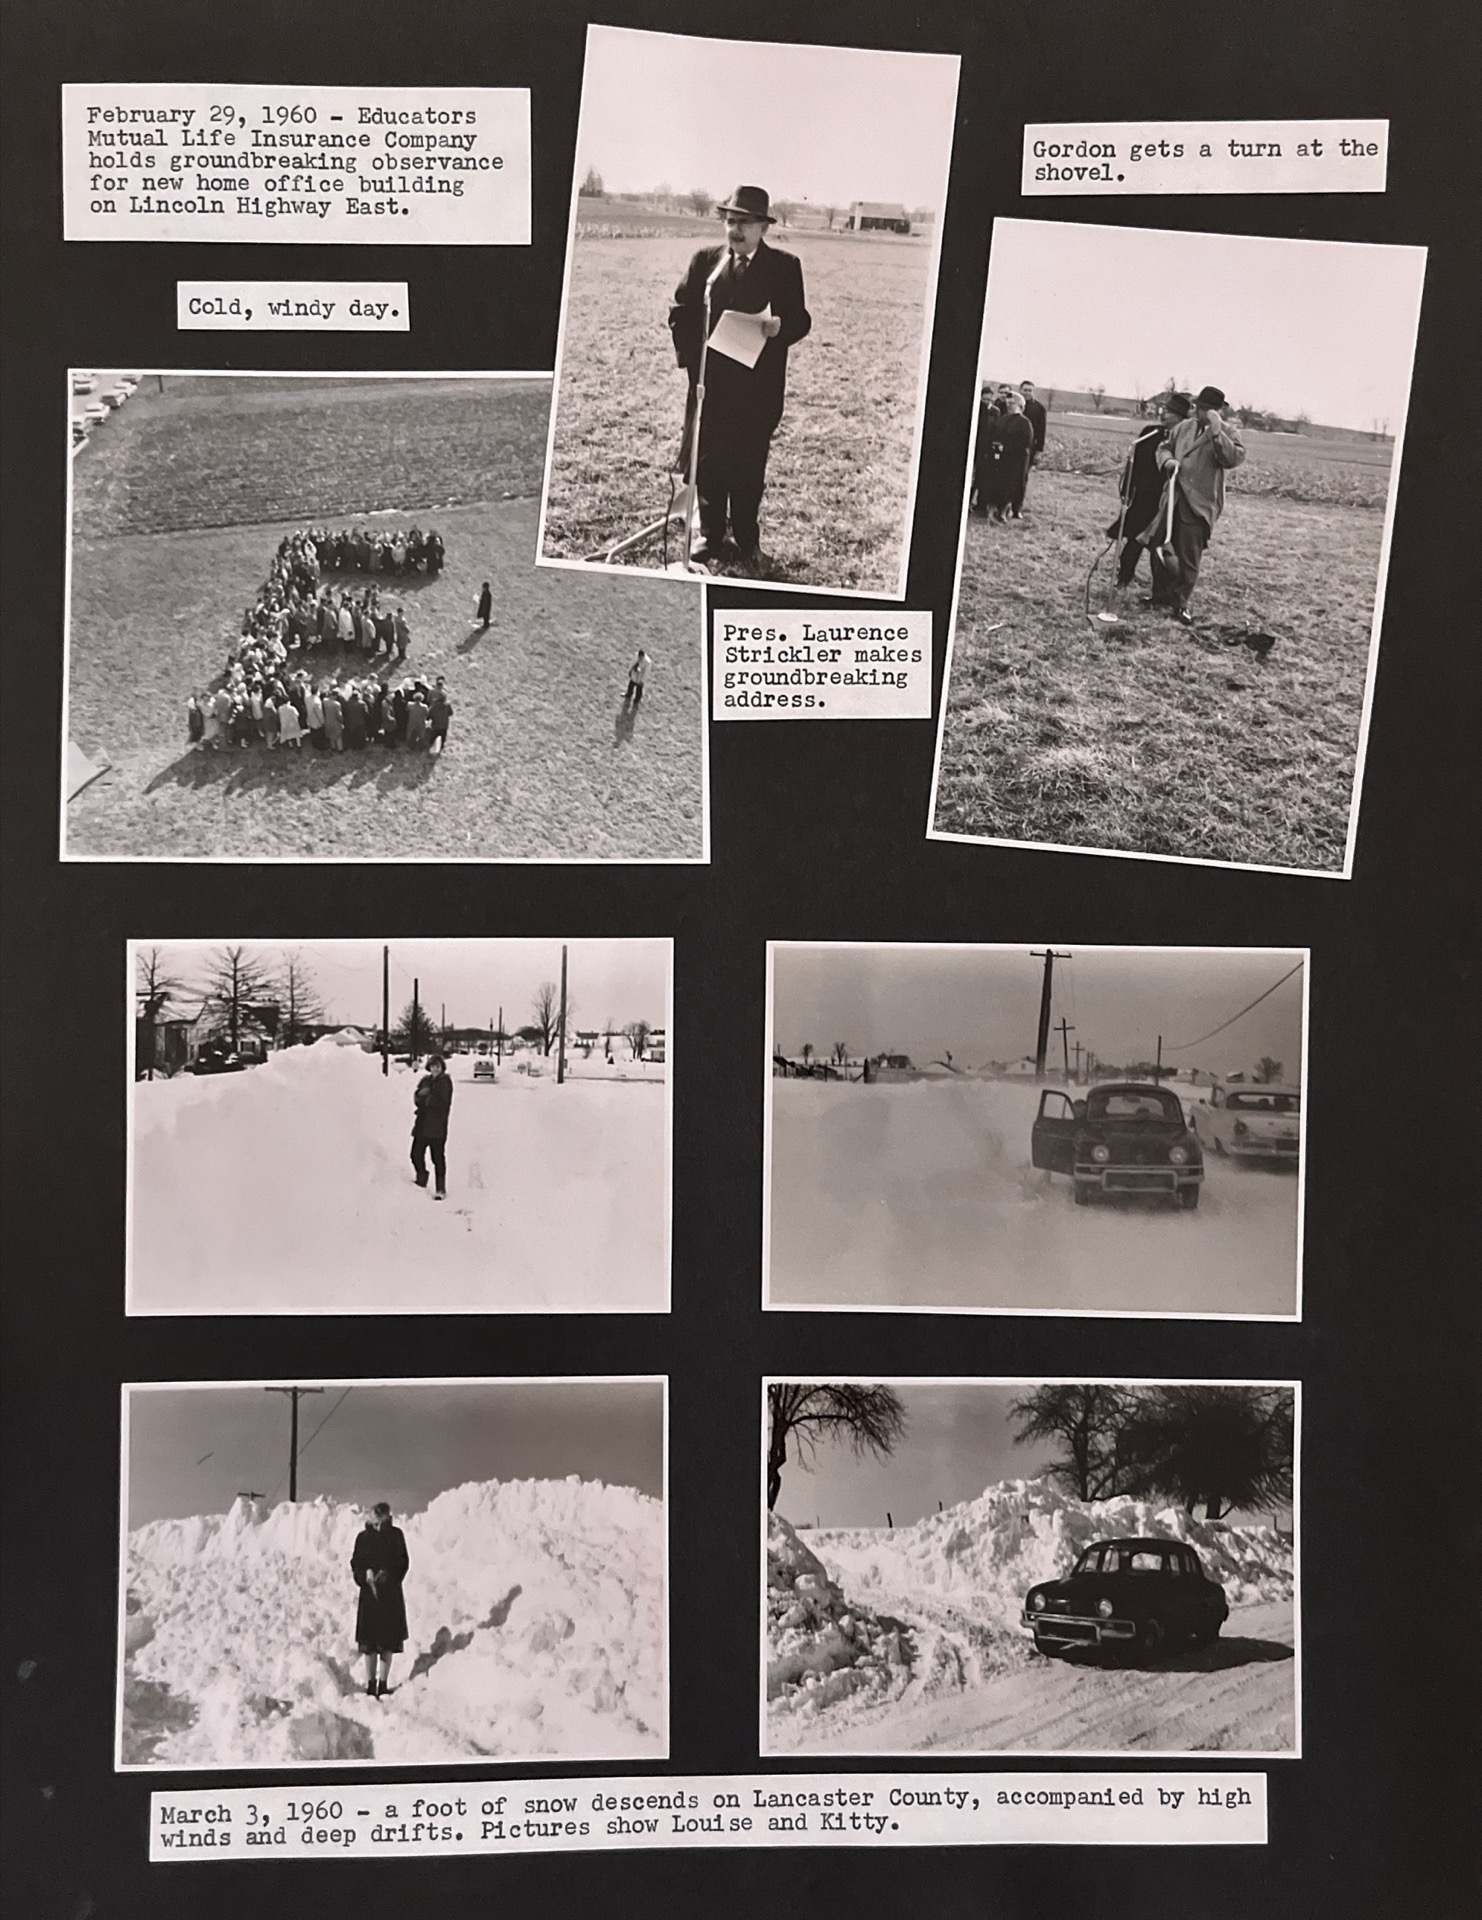 February 29, 1960 - Educators
Mutual Life Insurance Company
holds groundbreaking observance
for new home office building
on Lincoln Highway East.
Cold, windy day.
Gordon gets a turn at the
shovel.
Pres. Laurence
Strickler makes
groundbreaking
address.
March 3, 1960 - a foot of snow descends on Lancaster County, accompanied by high
winds and deep drifts. Pictures show Louise and Kitty.